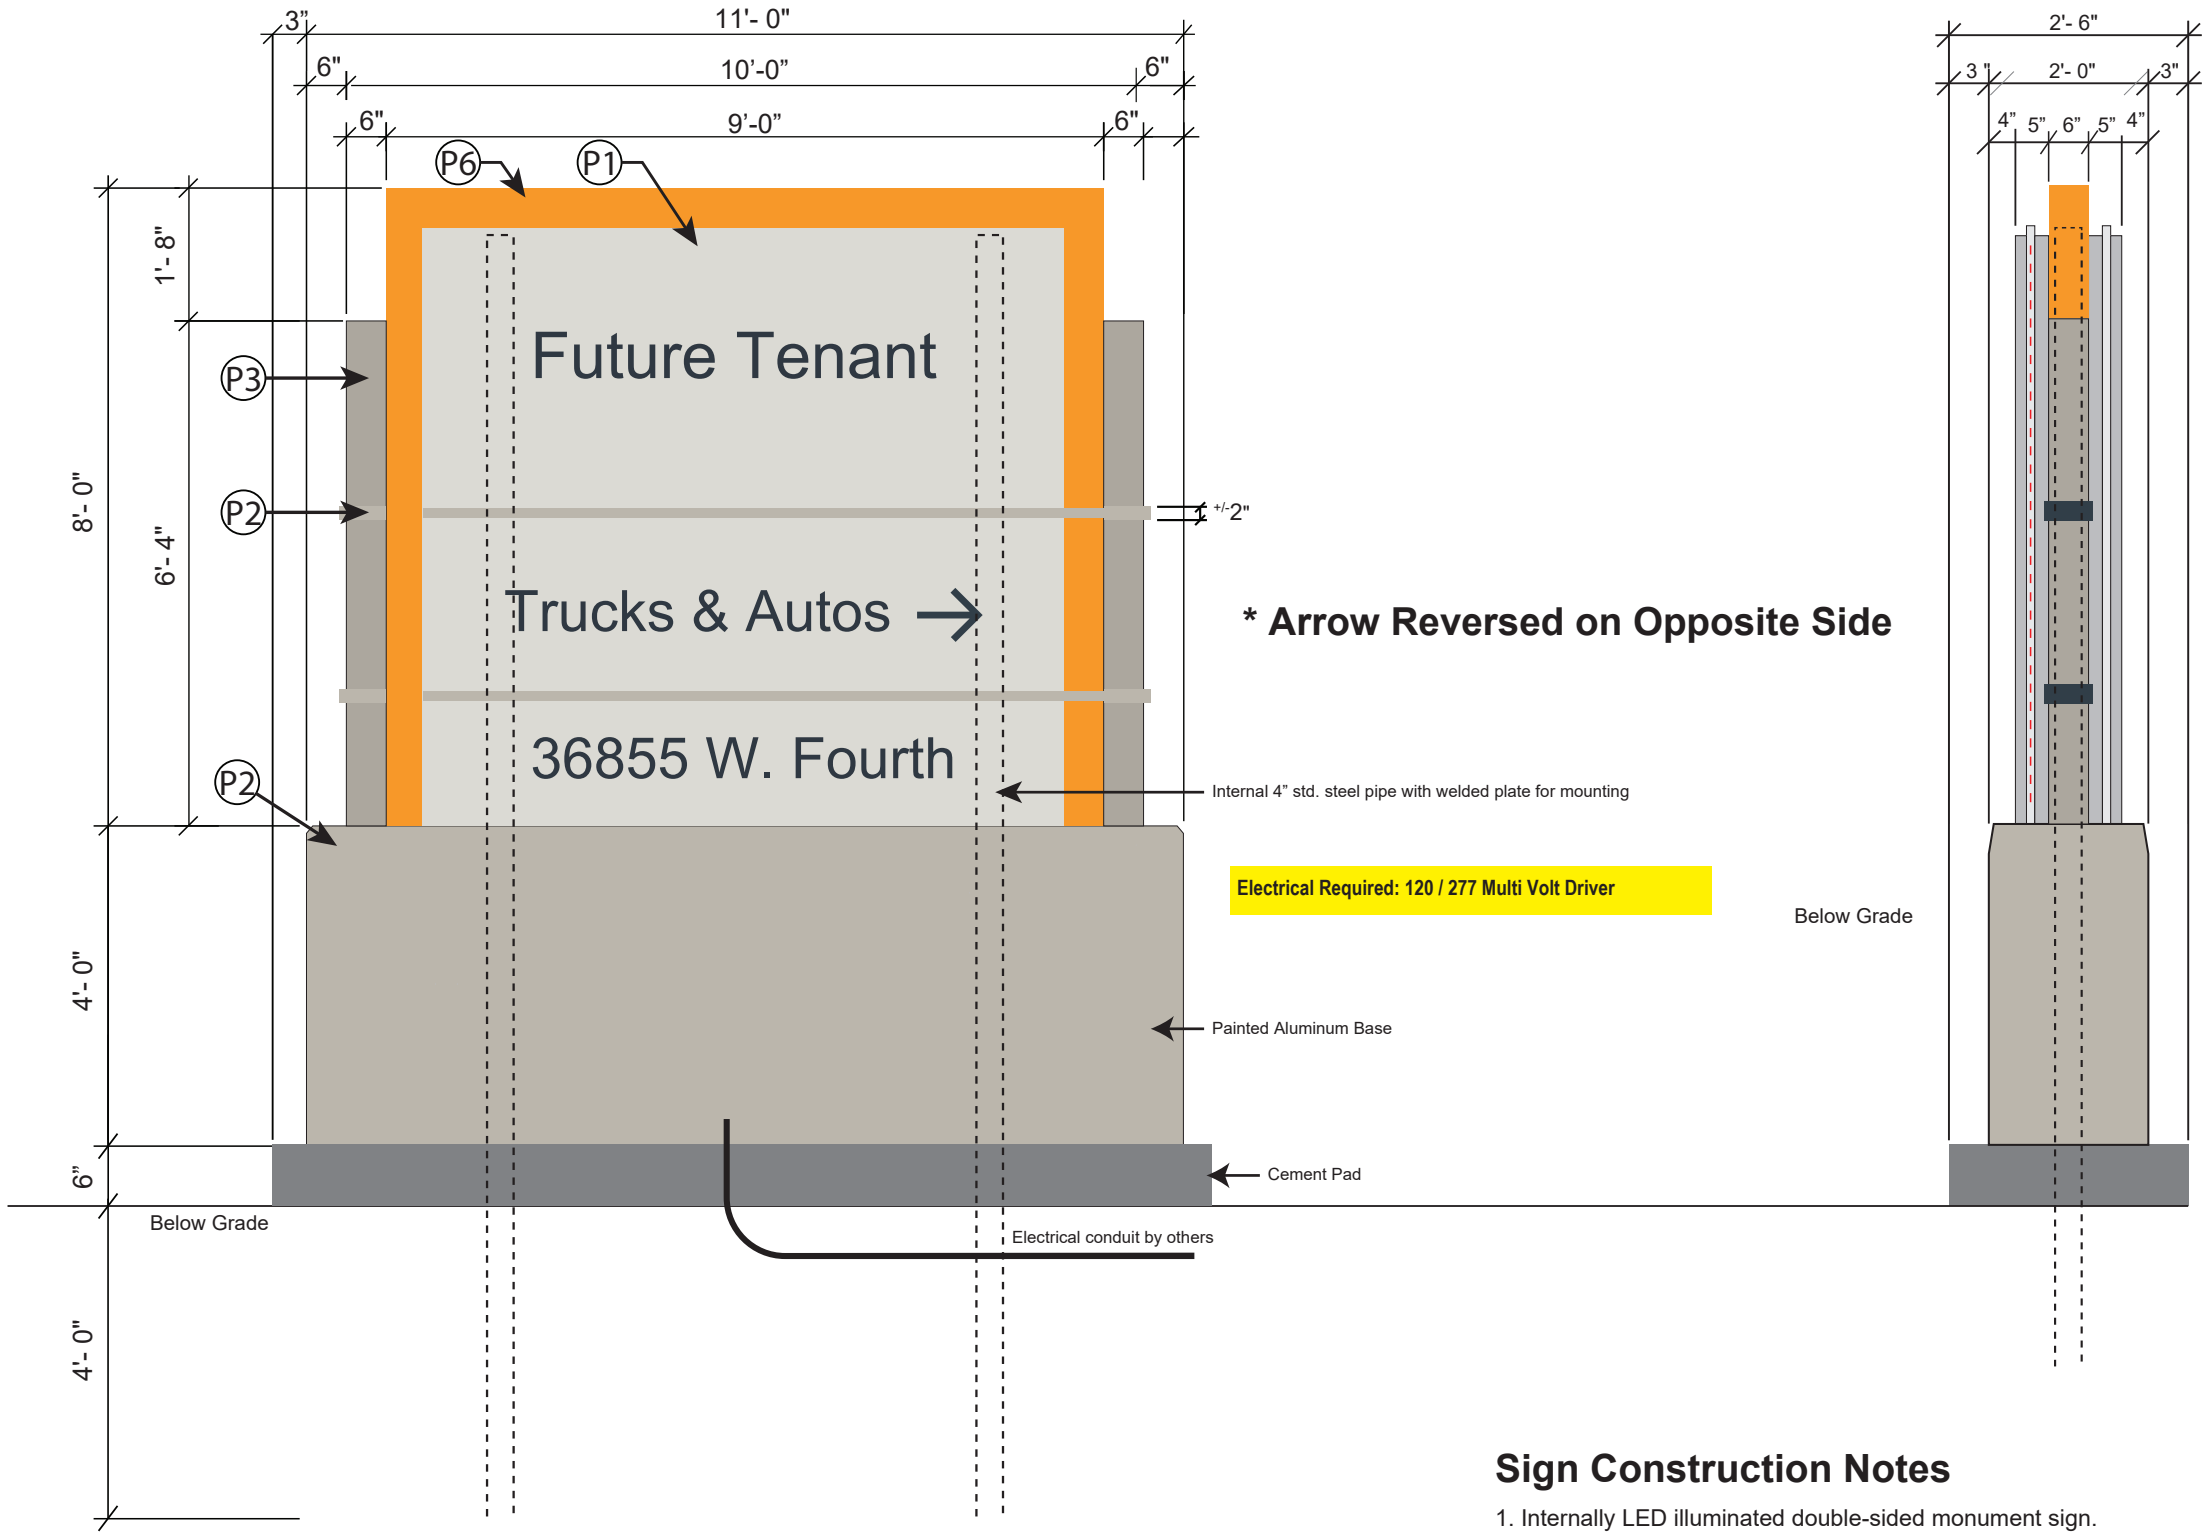 3" 11'- 0" 2'- 6"
6" 10'-0” 6" 3 " 2'- 0" 3"
6" 9’-0” 6" 4” 5” 6” 5” 4”
P6 P1
1'- 8"
Future Tenant
P3
8'- 0"
P2
+/-2"
6'- 4"
Trucks & Autos →
* Arrow Reversed on Opposite Side
36855 W. Fourth
P2
Internal 4” std. steel pipe with welded plate for mounting
Electrical Required: 120 / 277 Multi Volt Driver
Below Grade
4'- 0"
Painted Aluminum Base
6”
Cement Pad
Below Grade
Electrical conduit by others
4'- 0"
Sign Construction Notes
1. Internally LED illuminated double-sided monument sign.